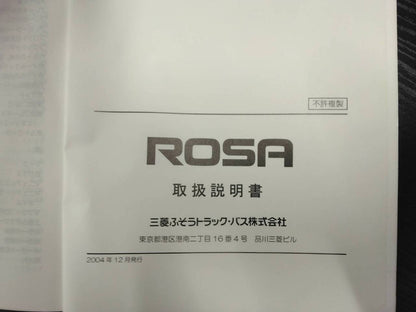 不許複製
ROSA
取扱説明書
三菱ふそうトラック・バス株式会社
東京都港区港南二丁目16番4号 品川三菱ビル
2004年12月発行